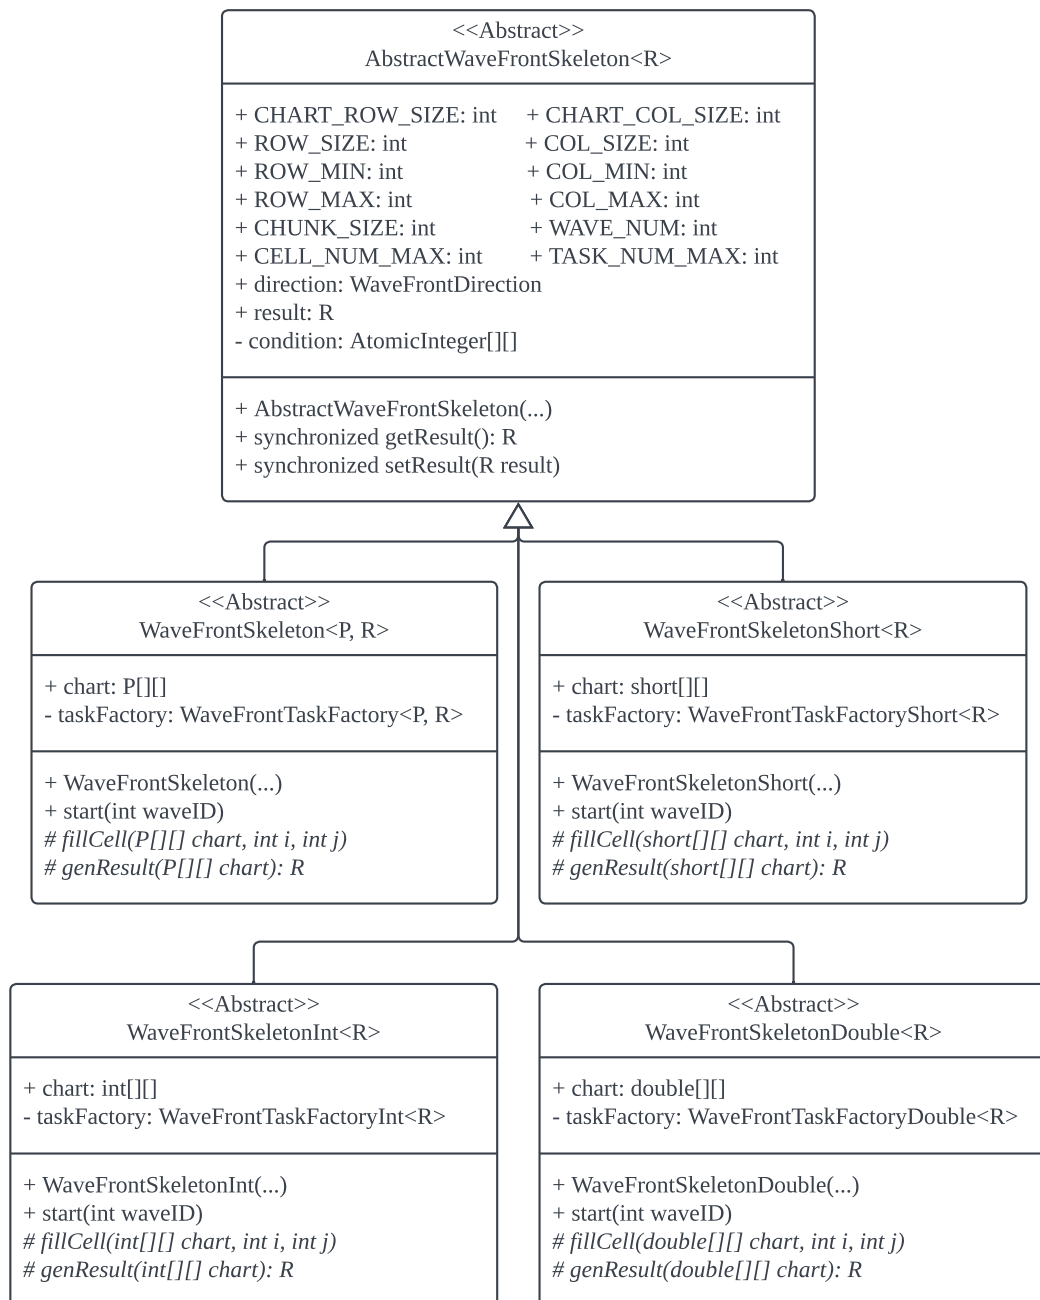 <<Abstract>>
AbstractWaveFrontSkeleton<R>
+ CHART_ROW_SIZE: int + CHART_COL_SIZE: int
+ ROW_SIZE: int + COL_SIZE: int
+ ROW_MIN: int + COL_MIN: int
+ ROW_MAX: int + COL_MAX: int
+ CHUNK_SIZE: int + WAVE_NUM: int
+ CELL_NUM_MAX: int + TASK_NUM_MAX: int
+ direction: WaveFrontDirection
+ result: R
- condition: AtomicInteger[][]
+ AbstractWaveFrontSkeleton(...)
+ synchronized getResult(): R
+ synchronized setResult(R result)
<<Abstract>>
WaveFrontSkeleton<P, R>
+ chart: P[][]
- taskFactory: WaveFrontTaskFactory<P, R>
+ WaveFrontSkeleton(...)
+ start(int waveID)
# fillCell(P[][] chart, int i, int j)
# genResult(P[][] chart): R
<<Abstract>>
WaveFrontSkeletonShort<R>
+ chart: short[][]
- taskFactory: WaveFrontTaskFactoryShort<R>
+ WaveFrontSkeletonShort(...)
+ start(int waveID)
# fillCell(short[][] chart, int i, int j)
# genResult(short[][] chart): R
<<Abstract>>
WaveFrontSkeletonInt<R>
+ chart: int[][]
- taskFactory: WaveFrontTaskFactoryInt<R>
+ WaveFrontSkeletonInt(...)
+ start(int waveID)
# fillCell(int[][] chart, int i, int j)
# genResult(int[][] chart): R
<<Abstract>>
WaveFrontSkeletonDouble<R>
+ chart: double[][]
- taskFactory: WaveFrontTaskFactoryDouble<R>
+ WaveFrontSkeletonDouble(...)
+ start(int waveID)
# fillCell(double[][] chart, int i, int j)
# genResult(double[][] chart): R